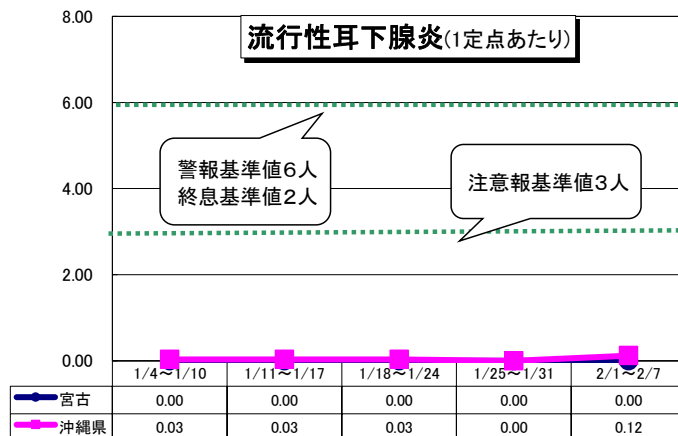 流行性耳下腺炎(1定点あたり)
8.00
6.00
警報基準値6人
終息基準値2人
注意報基準値3人
4.00
2.00
0.00
1/4～1/10 1/11～1/17 1/18～1/24 1/25～1/31 2/1～2/7
宮古 0.00 0.00 0.00 0.00 0.00
沖縄県 0.03 0.03 0.03 0.00 0.12